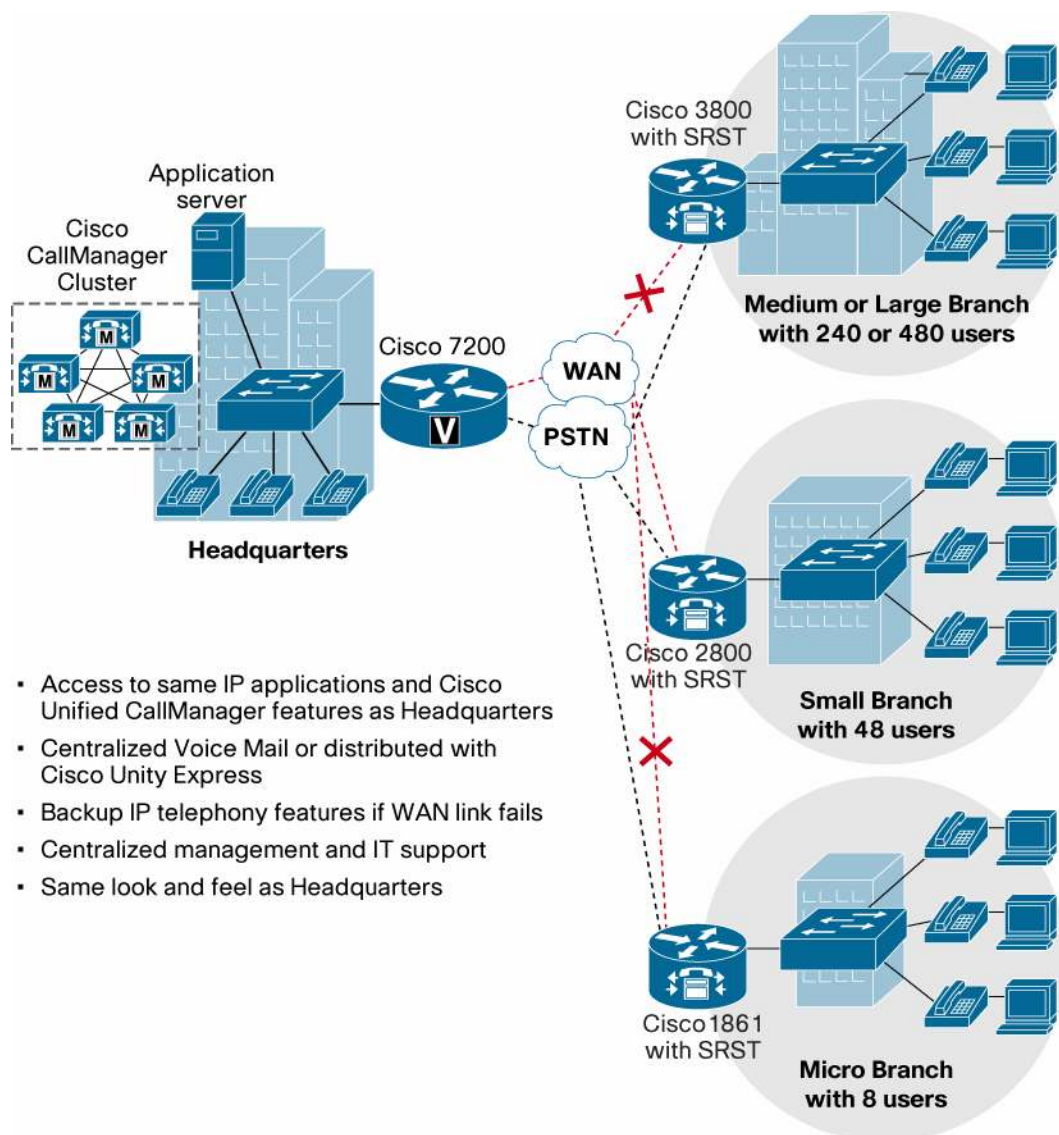 Cisco 3800
with SRST
Application
server
Cisco
CallManager
Cluster
M
M
M
M
M
Cisco 7200
V
WAN
PSTN
Medium or Large Branch
with 240 or 480 users
Headquarters
Cisco 2800
with SRST
Small Branch
with 48 users
▪ Access to same IP applications and Cisco
Unified CallManager features as Headquarters
▪ Centralized Voice Mail or distributed with
Cisco Unity Express
▪ Backup IP telephony features if WAN link fails
▪ Centralized management and IT support
▪ Same look and feel as Headquarters
Cisco 1861
with SRST
Micro Branch
with 8 users